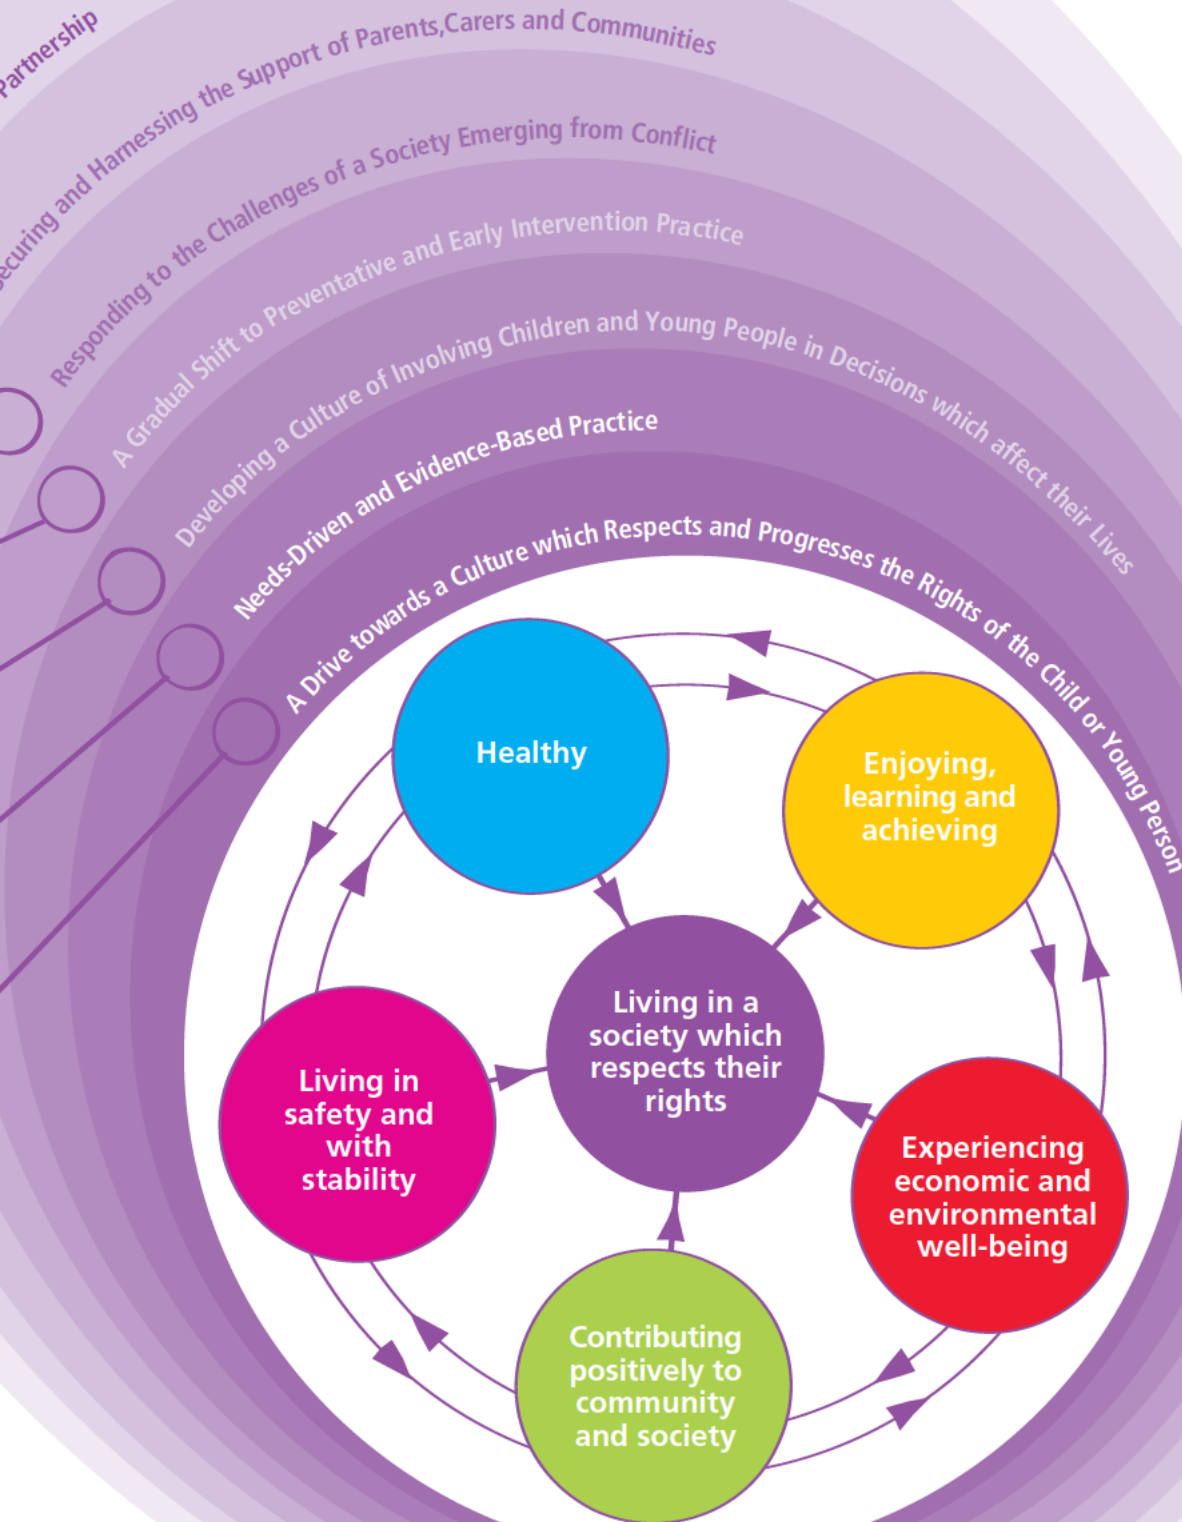 Partnership
Securing and Harnessing the Support of Parents,Carers and Communities
Responding to the Challenges of a Society Emerging from Conflict
A Gradual Shift to Preventative and Early Intervention Practice
Developing a Culture of Involving Children and Young People in Decisions which affect their Lives
Needs-Driven and Evidence-Based Practice
A Drive towards a Culture which Respects and Progresses the Rights of the Child or Young Person
Healthy
Enjoying,
learning and
achieving
Living in a
society which
respects their
rights
Living in
safety and
with
stability
Experiencing
economic and
environmental
well-being
Contributing
positively to
community
and society